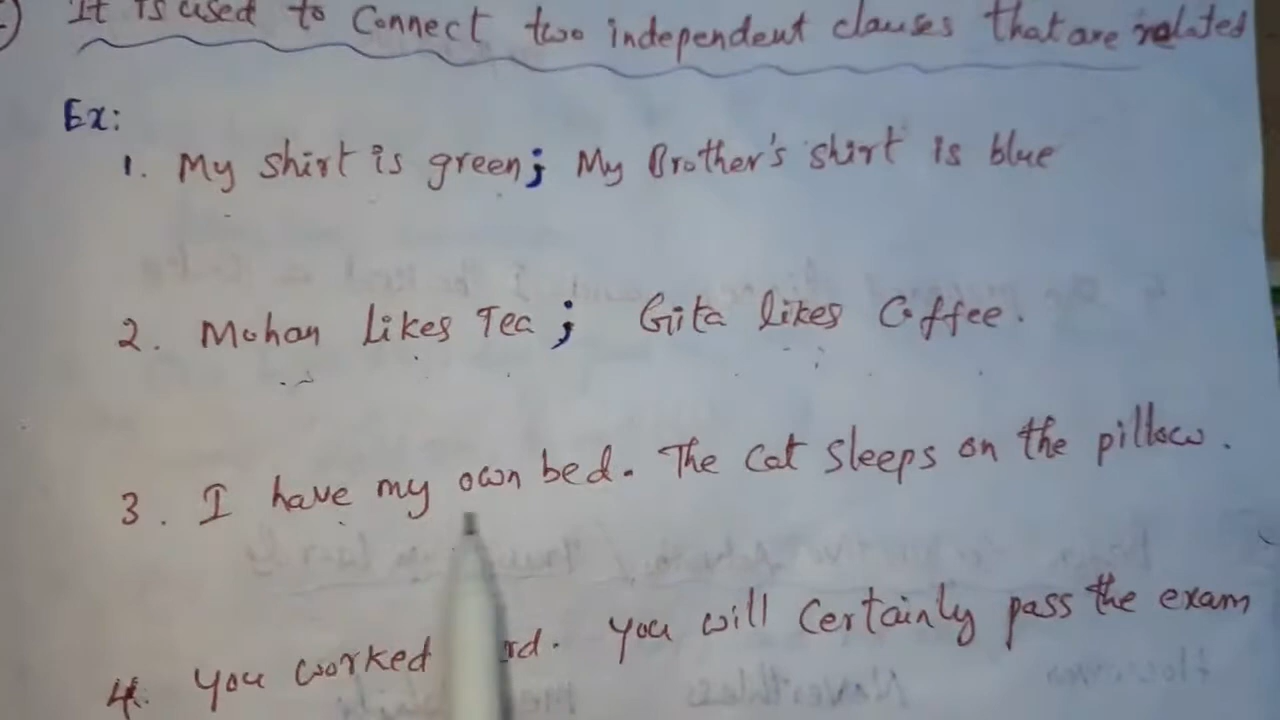 It is used to Connect two independent clauses that are related
Ex:
1. My shirt is green; My Brother's shirt is blue
2. Mohan likes Tea ; Gita likes Coffee.
3. I have my own bed. The Cat Sleeps on the pillow.
4. You worked rd. You will Certainly pass the exam